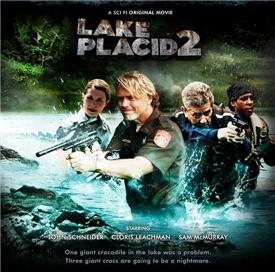 A SCI FI ORIGINAL MOVIE
LAKE
PLACID 2
STARRING
JOHN SCHNEIDER CLORIS LEACHMAN SAM McMURRAY
One giant crocodile in the lake was a problem.
Three giant crocs are going to be a nightmare.